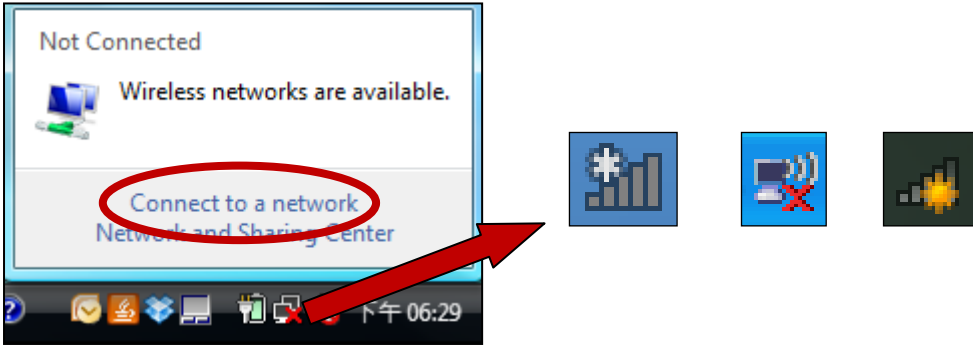 Not Connected
Wireless networks are available.
Connect to a network
Network and Sharing Center
下午 06:29